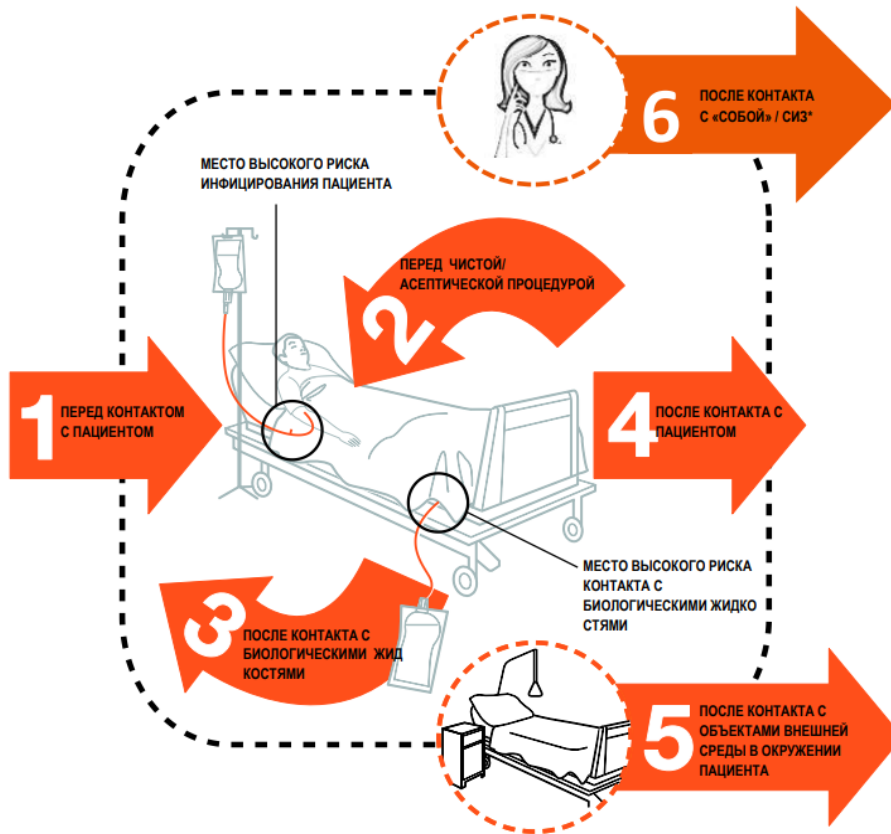 6
ПОСЛЕ КОНТАКТА
С «СОБОЙ» / СИЗ*
МЕСТО ВЫСОКОГО РИСКА
ИНФИЦИРОВАНИЯ ПАЦИЕНТА
2
ПЕРЕД ЧИСТОЙ/
АСЕПТИЧЕСКОЙ ПРОЦЕДУРОЙ
1
ПЕРЕД КОНТАКТОМ
С ПАЦИЕНТОМ
4
ПОСЛЕ КОНТАКТА С
ПАЦИЕНТОМ
МЕСТО ВЫСОКОГО РИСКА
КОНТАКТА С
БИОЛОГИЧЕСКИМИ ЖИДКО
СТЯМИ
3
ПОСЛЕ КОНТАКТА С
БИОЛОГИЧЕСКИМИ ЖИД
КОСТЯМИ
5
ПОСЛЕ КОНТАКТА С
ОБЪЕКТАМИ ВНЕШНЕЙ
СРЕДЫ В ОКРУЖЕНИИ
ПАЦИЕНТА